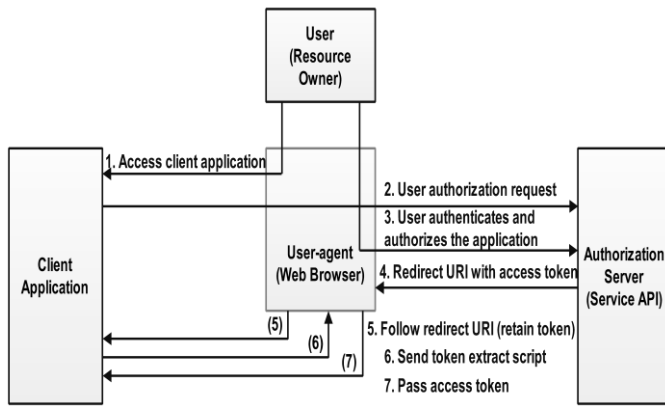 User
(Resource
Owner)
1. Access client application
2. User authorization request
3. User authenticates and
authorizes the application
User-agent
(Web Browser)
Client
Application
Authorization
Server
(Service API)
4. Redirect URI with access token
(5)
5. Follow redirect URI (retain token)
(6)
6. Send token extract script
(7)
7. Pass access token